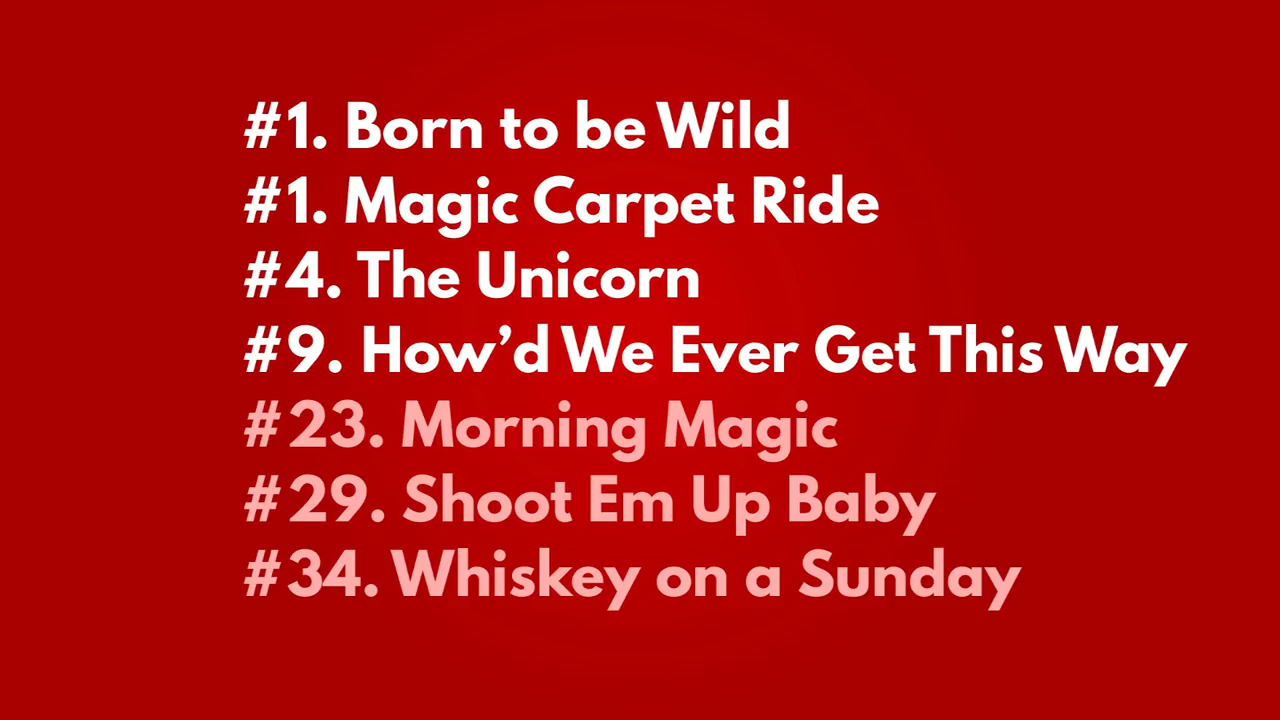 #1. Born to be Wild
#1. Magic Carpet Ride
#4. The Unicorn
#9. How’d We Ever Get This Way
#23. Morning Magic
#29. Shoot Em Up Baby
#34. Whiskey on a Sunday